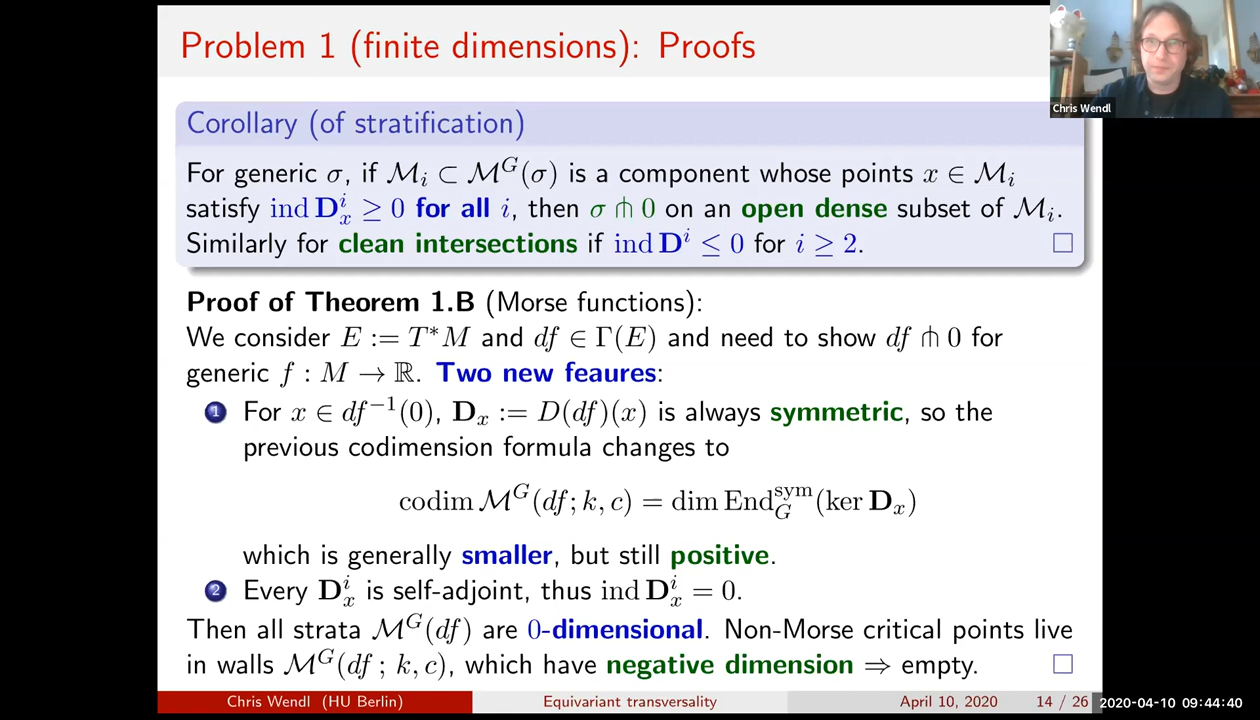 Problem 1 (finite dimensions): Proofs
Chris Wendl
Corollary (of stratification)
For generic σ, if ℳᵢ ⊂ ℳᴳ(σ) is a component whose points x ∈ ℳᵢ
satisfy ind 𝐃ₓⁱ ≥ 0 for all i, then σ ⋔ 0 on an open dense subset of ℳᵢ.
Similarly for clean intersections if ind 𝐃ⁱ ≤ 0 for i ≥ 2. □
Proof of Theorem 1.B (Morse functions):
We consider E := T*M and df ∈ Γ(E) and need to show df ⋔ 0 for
generic f : M → ℝ. Two new feaures:
1 For x ∈ df⁻¹(0), 𝐃ₓ := D(df)(x) is always symmetric, so the
previous codimension formula changes to
codim ℳᴳ(df; k, c) = dim End_G^sym(ker 𝐃ₓ)
which is generally smaller, but still positive.
2 Every 𝐃ₓⁱ is self-adjoint, thus ind 𝐃ₓⁱ = 0.
Then all strata ℳᴳ(df) are 0-dimensional. Non-Morse critical points live
in walls ℳᴳ(df ; k, c), which have negative dimension ⇒ empty. □
Chris Wendl (HU Berlin) Equivariant transversality April 10, 2020 14 / 26 2020-04-10 09:44:40